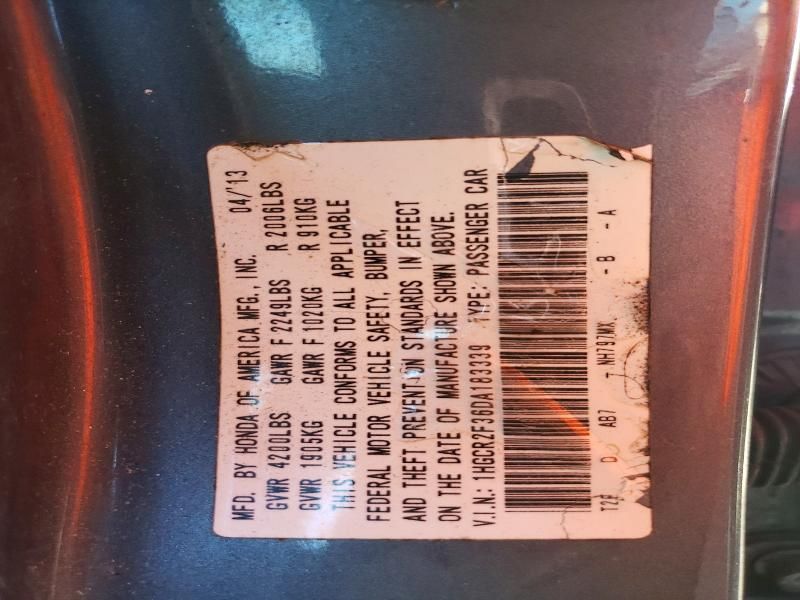 MFD. BY HONDA OF AMERICA MFG., INC. 04/'13
GVWR 4200LBS GAWR F 2249LBS R 2006LBS
GVWR 1905KG GAWR F 1020KG R 910KG
THIS VEHICLE CONFORMS TO ALL APPLICABLE
FEDERAL MOTOR VEHICLE SAFETY, BUMPER,
AND THEFT PREVENTION STANDARDS IN EFFECT
ON THE DATE OF MANUFACTURE SHOWN ABOVE.
V.I.N.: 1HGCR2F36DA183339 TYPE: PASSENGER CAR
D AB7 T NH797MX -B -A